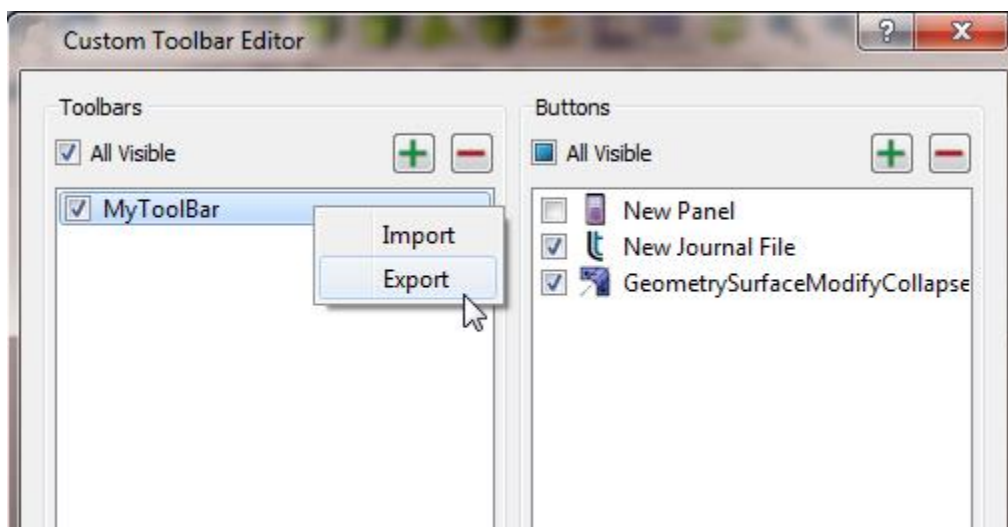 Custom Toolbar Editor
Toolbars
All Visible
MyToolBar
Import
Export
Buttons
All Visible
New Panel
New Journal File
GeometrySurfaceModifyCollapse